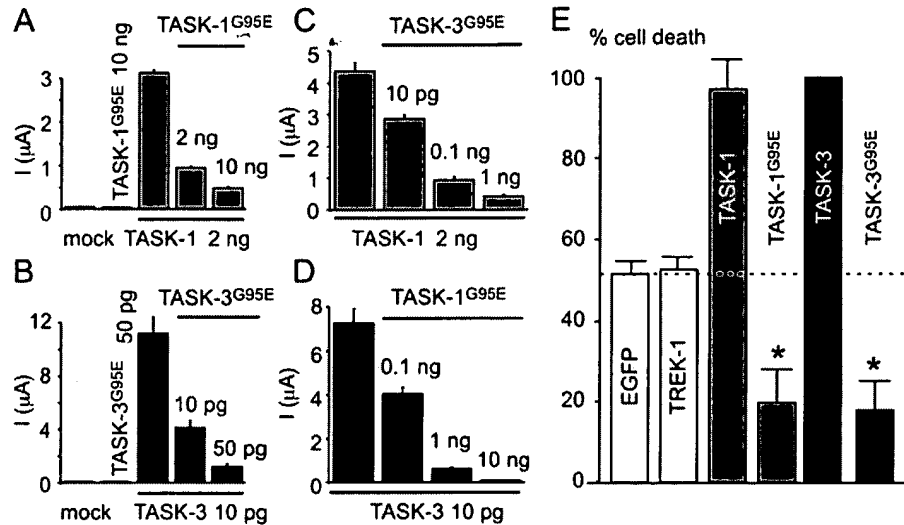 A
TASK-1G95E
TASK-1G95E 10 ng
2 ng
10 ng
I (µA)
3
2
1
0
mock
TASK-1 2 ng
B
TASK-3G95E
TASK-3G95E 50 pg
10 pg
50 pg
I (µA)
12
8
4
0
mock
TASK-3 10 pg
C
TASK-3G95E
10 pg
0.1 ng
1 ng
I (µA)
5
4
3
2
1
0
TASK-1 2 ng
D
TASK-1G95E
0.1 ng
1 ng
10 ng
I (µA)
8
6
4
2
0
TASK-3 10 pg
E
% cell death
100
80
60
40
20
0
EGFP
TREK-1
TASK-1
TASK-1G95E
*
TASK-3
TASK-3G95E
*